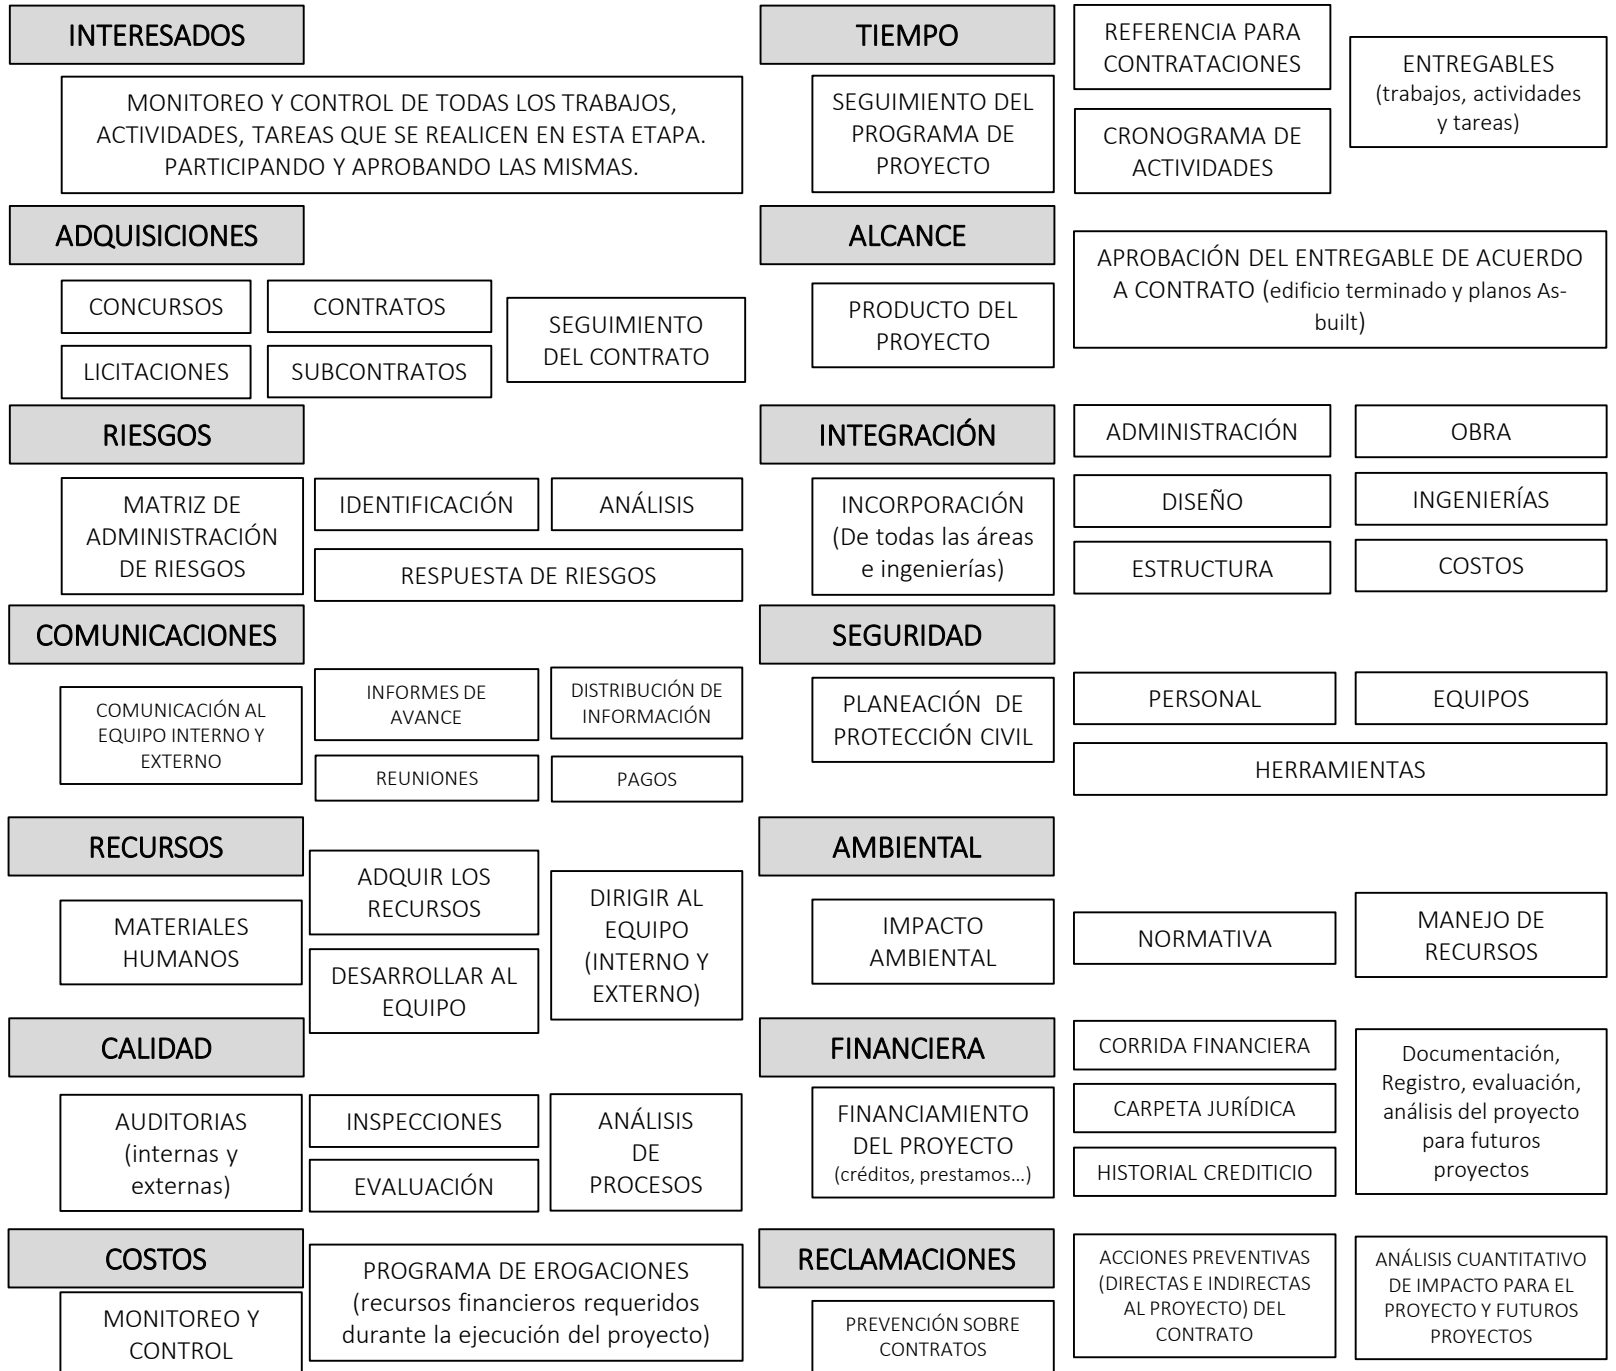 INTERESADOS
MONITOREO Y CONTROL DE TODAS LOS TRABAJOS,
ACTIVIDADES, TAREAS QUE SE REALICEN EN ESTA ETAPA.
PARTICIPANDO Y APROBANDO LAS MISMAS.
ADQUISICIONES
CONCURSOS
CONTRATOS
LICITACIONES
SUBCONTRATOS
SEGUIMIENTO
DEL CONTRATO
RIESGOS
MATRIZ DE
ADMINISTRACIÓN
DE RIESGOS
IDENTIFICACIÓN
ANÁLISIS
RESPUESTA DE RIESGOS
COMUNICACIONES
COMUNICACIÓN AL
EQUIPO INTERNO Y
EXTERNO
INFORMES DE
AVANCE
DISTRIBUCIÓN DE
INFORMACIÓN
REUNIONES
PAGOS
RECURSOS
MATERIALES
HUMANOS
ADQUIR LOS
RECURSOS
DESARROLLAR AL
EQUIPO
DIRIGIR AL
EQUIPO
(INTERNO Y
EXTERNO)
CALIDAD
AUDITORIAS
(internas y
externas)
INSPECCIONES
EVALUACIÓN
ANÁLISIS
DE
PROCESOS
COSTOS
MONITOREO Y
CONTROL
PROGRAMA DE EROGACIONES
(recursos financieros requeridos
durante la ejecución del proyecto)
TIEMPO
SEGUIMIENTO DEL
PROGRAMA DE
PROYECTO
REFERENCIA PARA
CONTRATACIONES
CRONOGRAMA DE
ACTIVIDADES
ENTREGABLES
(trabajos, actividades
y tareas)
ALCANCE
PRODUCTO DEL
PROYECTO
APROBACIÓN DEL ENTREGABLE DE ACUERDO
A CONTRATO (edificio terminado y planos As-
built)
INTEGRACIÓN
INCORPORACIÓN
(De todas las áreas
e ingenierías)
ADMINISTRACIÓN
OBRA
DISEÑO
INGENIERÍAS
ESTRUCTURA
COSTOS
SEGURIDAD
PLANEACIÓN DE
PROTECCIÓN CIVIL
PERSONAL
EQUIPOS
HERRAMIENTAS
AMBIENTAL
IMPACTO
AMBIENTAL
NORMATIVA
MANEJO DE
RECURSOS
FINANCIERA
FINANCIAMIENTO
DEL PROYECTO
(créditos, prestamos...)
CORRIDA FINANCIERA
CARPETA JURÍDICA
HISTORIAL CREDITICIO
Documentación,
Registro, evaluación,
análisis del proyecto
para futuros
proyectos
RECLAMACIONES
PREVENCIÓN SOBRE
CONTRATOS
ACCIONES PREVENTIVAS
(DIRECTAS E INDIRECTAS
AL PROYECTO) DEL
CONTRATO
ANÁLISIS CUANTITATIVO
DE IMPACTO PARA EL
PROYECTO Y FUTUROS
PROYECTOS